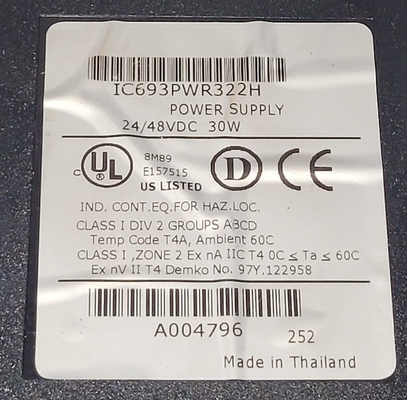 IC693PWR322H
POWER SUPPLY
24/48VDC 30W
C UL
8M89
E157515
US LISTED
D CE
IND. CONT.EQ.FOR HAZ.LOC.
CLASS I DIV 2 GROUPS ABCD
Temp Code T4A, Ambient 60C
CLASS I ,ZONE 2 Ex nA IIC T4 0C ≤ Ta ≤ 60C
Ex nV II T4 Demko No. 97Y.122958
A004796
252
Made in Thailand